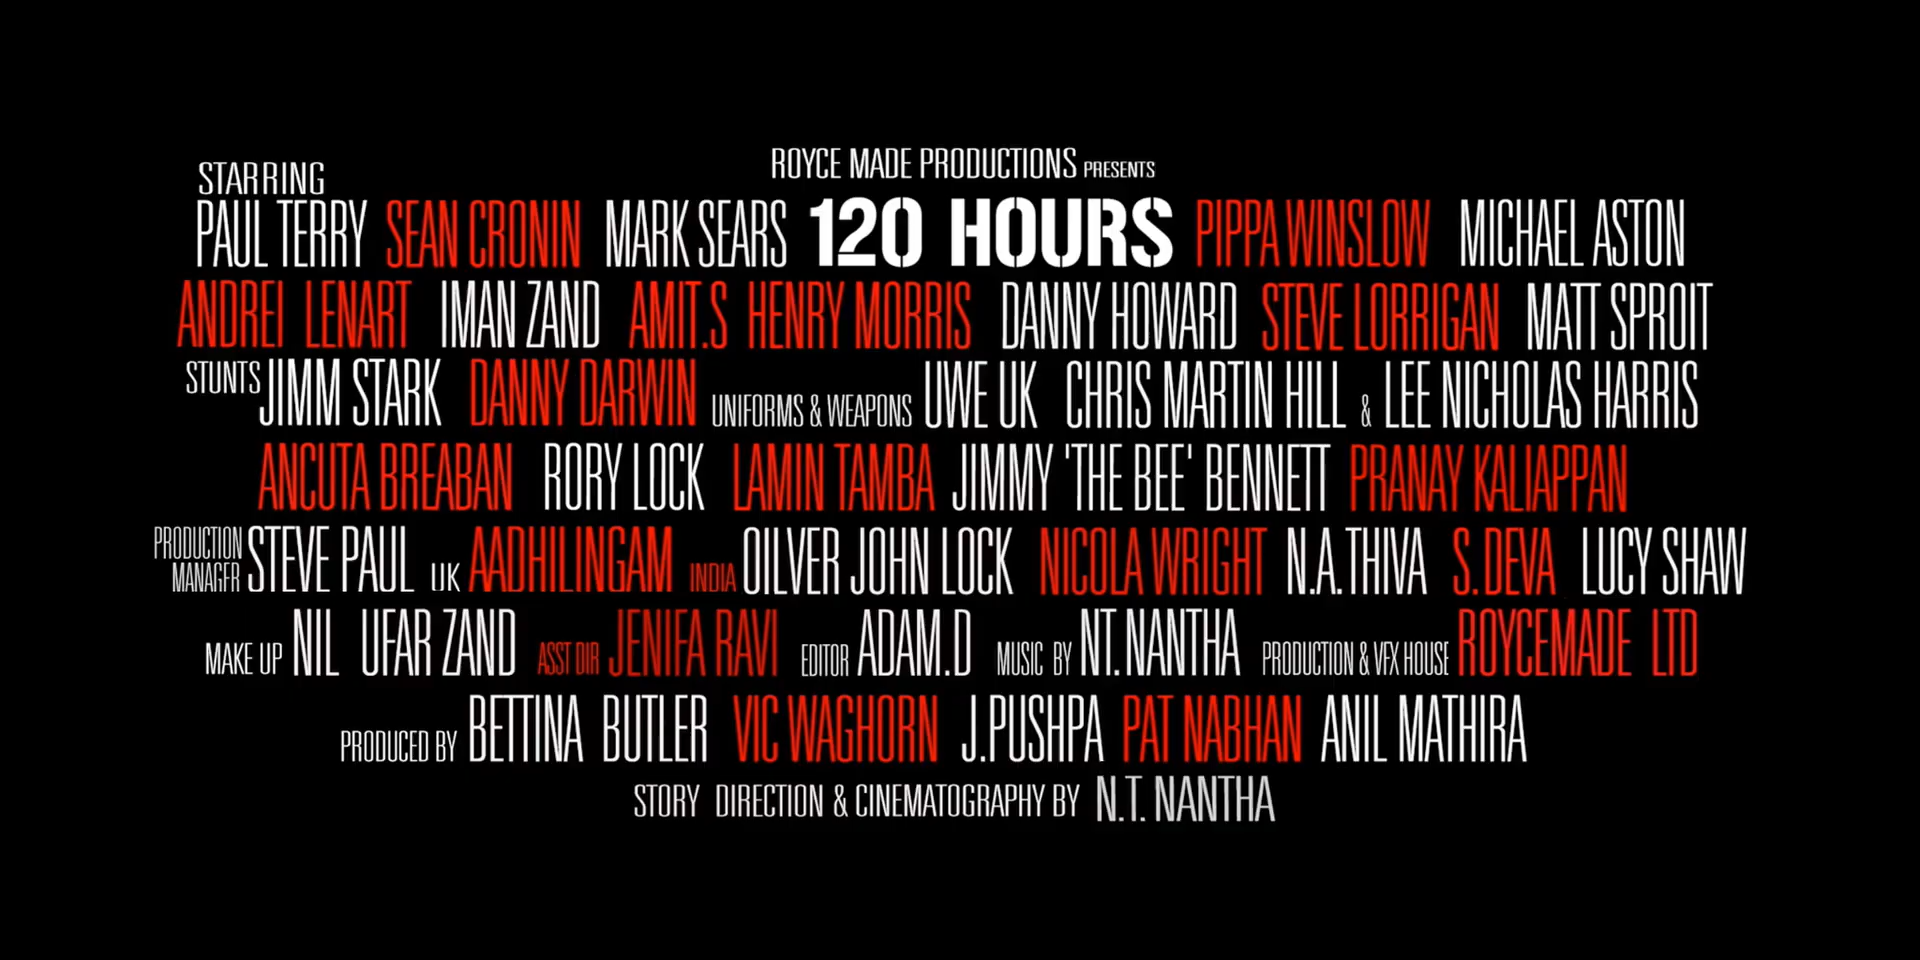 ROYCE MADE PRODUCTIONS PRESENTS
STARRING
PAUL TERRY SEAN CRONIN MARK SEARS 120 HOURS PIPPA WINSLOW MICHAEL ASTON
ANDREI LENART IMAN ZAND AMIT.S HENRY MORRIS DANNY HOWARD STEVE LORRIGAN MATT SPROIT
STUNTS JIMM STARK DANNY DARWIN UNIFORMS & WEAPONS UWE UK CHRIS MARTIN HILL & LEE NICHOLAS HARRIS
ANCUTA BREABAN RORY LOCK LAMIN TAMBA JIMMY 'THE BEE' BENNETT PRANAY KALIAPPAN
PRODUCTION MANAGER STEVE PAUL UK AADHILINGAM INDIA OILVER JOHN LOCK NICOLA WRIGHT N.A.THIVA S.DEVA LUCY SHAW
MAKE UP NIL UFAR ZAND ASST DIR JENIFA RAVI EDITOR ADAM.D MUSIC BY NT.NANTHA PRODUCTION & VFX HOUSE ROYCEMADE LTD
PRODUCED BY BETTINA BUTLER VIC WAGHORN J.PUSHPA PAT NABHAN ANIL MATHIRA
STORY DIRECTION & CINEMATOGRAPHY BY N.T. NANTHA